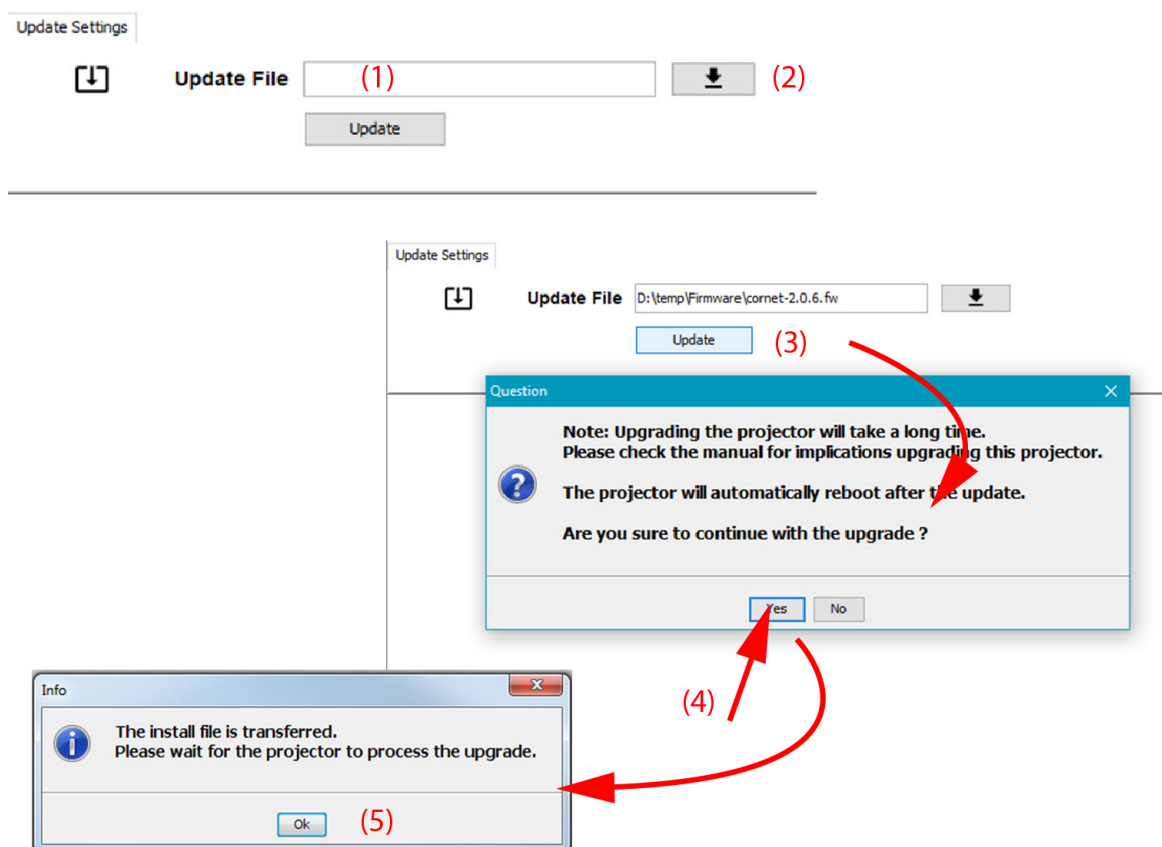 Update Settings
Update File (1) (2)
Update
Update Settings
Update File D:\temp\Firmware\cornet-2.0.6.fw
Update (3)
Question
Note: Upgrading the projector will take a long time.
Please check the manual for implications upgrading this projector.
The projector will automatically reboot after the update.
Are you sure to continue with the upgrade ?
Yes No
(4)
Info
The install file is transferred.
Please wait for the projector to process the upgrade.
Ok (5)